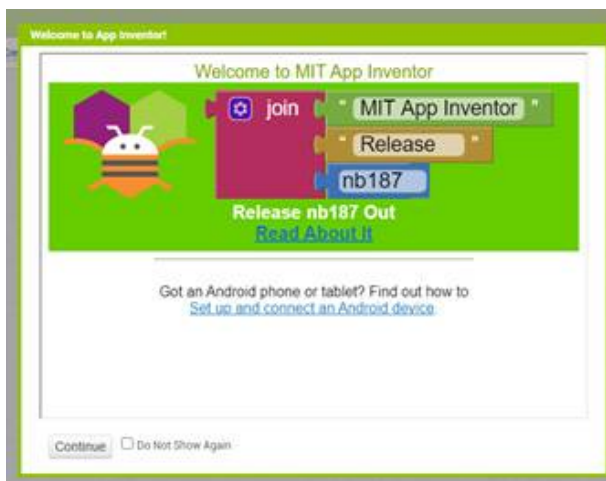 Welcome to App Inventor!
Welcome to MIT App Inventor
join " MIT App Inventor "
" Release "
nb187
Release nb187 Out
Read About It
Got an Android phone or tablet? Find out how to
Set up and connect an Android device.
Continue Do Not Show Again